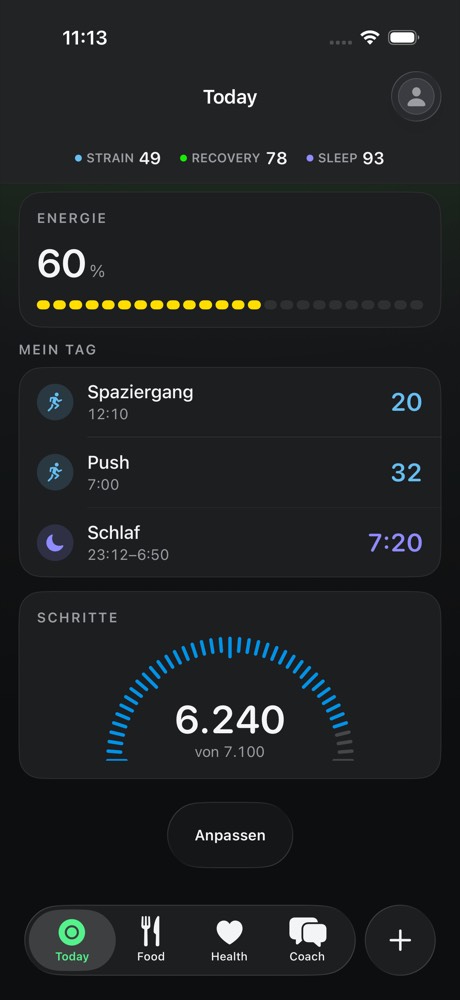 11:13
Today
STRAIN 49 RECOVERY 78 SLEEP 93
ENERGIE
60 %
MEIN TAG
Spaziergang
12:10
20
Push
7:00
32
Schlaf
23:12–6:50
7:20
SCHRITTE
6.240
von 7.100
Anpassen
Today Food Health Coach